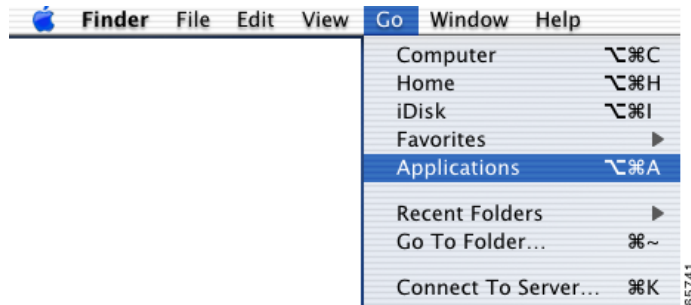 Finder File Edit View Go Window Help
Computer ⌥⌘C
Home ⌥⌘H
iDisk ⌥⌘I
Favorites
Applications ⌥⌘A
Recent Folders
Go To Folder... ⌘~
Connect To Server... ⌘K